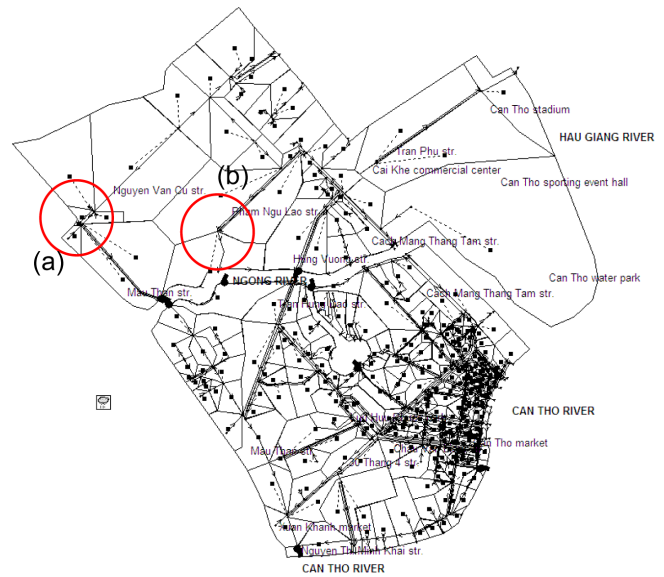 Can Tho stadium
HAU GIANG RIVER
Tran Phu str.
Cai Khe commercial center
(b)
Can Tho sporting event hall
Nguyen Van Cu str.
Pham Ngu Lao str.
(a)
Cach Mang Thang Tam str.
Hong Vuong str.
Can Tho water park
NGONG RIVER
Mau Than str.
Cach Mang Thang Tam str.
Tran Hung Dao str.
CAN THO RIVER
Can Tho market
Mau Than str.
30 Thang 4 str.
Xuan Khanh market
Nguyen Thi Minh Khai str.
CAN THO RIVER